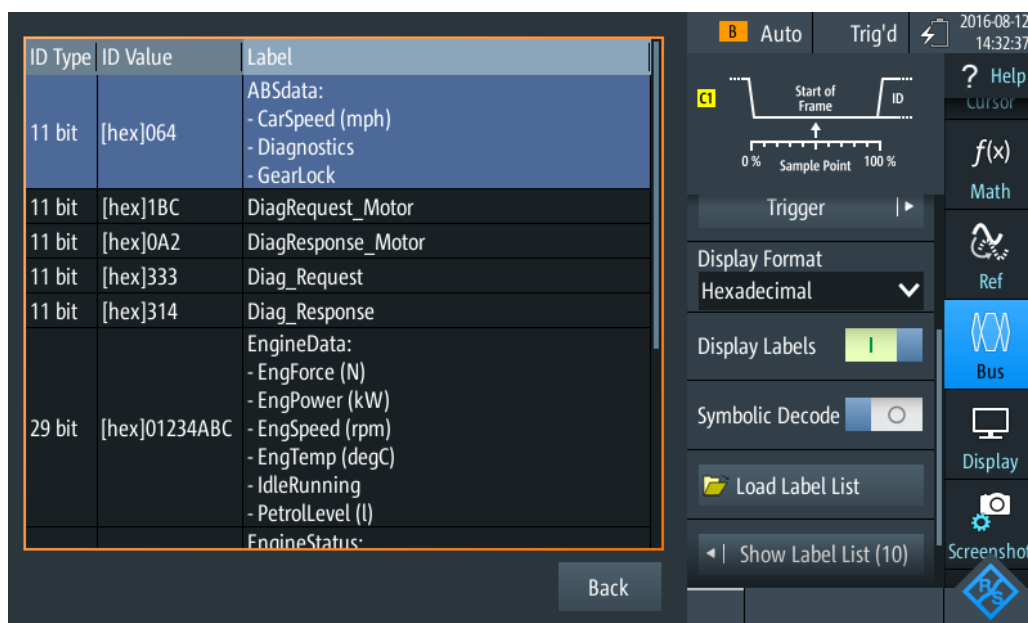 ID Type ID Value Label
11 bit [hex]064
ABSdata:
- CarSpeed (mph)
- Diagnostics
- GearLock
11 bit [hex]1BC DiagRequest_Motor
11 bit [hex]0A2 DiagResponse_Motor
11 bit [hex]333 Diag_Request
11 bit [hex]314 Diag_Response
29 bit [hex]01234ABC
EngineData:
- EngForce (N)
- EngPower (kW)
- EngSpeed (rpm)
- EngTemp (degC)
- IdleRunning
- PetrolLevel (l)
EngineStatus:
Back
B Auto Trig'd
2016-08-12
14:32:37
C1
Start of
Frame
ID
0 % Sample Point 100 %
Trigger
Display Format
Hexadecimal
Display Labels
Symbolic Decode
Load Label List
Show Label List (10)
? Help
Cursor
f(x)
Math
Ref
Bus
Display
Screenshot
R&S